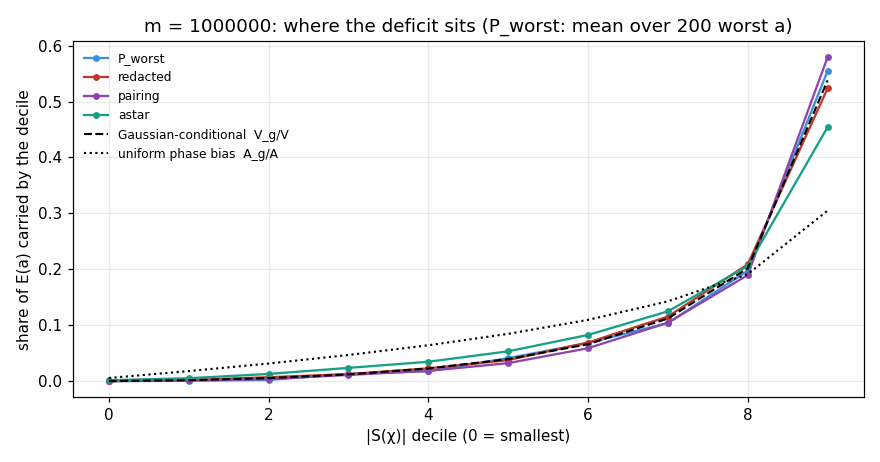 m = 1000000: where the deficit sits (P_worst: mean over 200 worst a)
share of E(a) carried by the decile
0.6
0.5
0.4
0.3
0.2
0.1
0.0
P_worst
redacted
pairing
astar
Gaussian-conditional  V_g/V
uniform phase bias  A_g/A
0
2
4
6
8
|S(χ)| decile (0 = smallest)